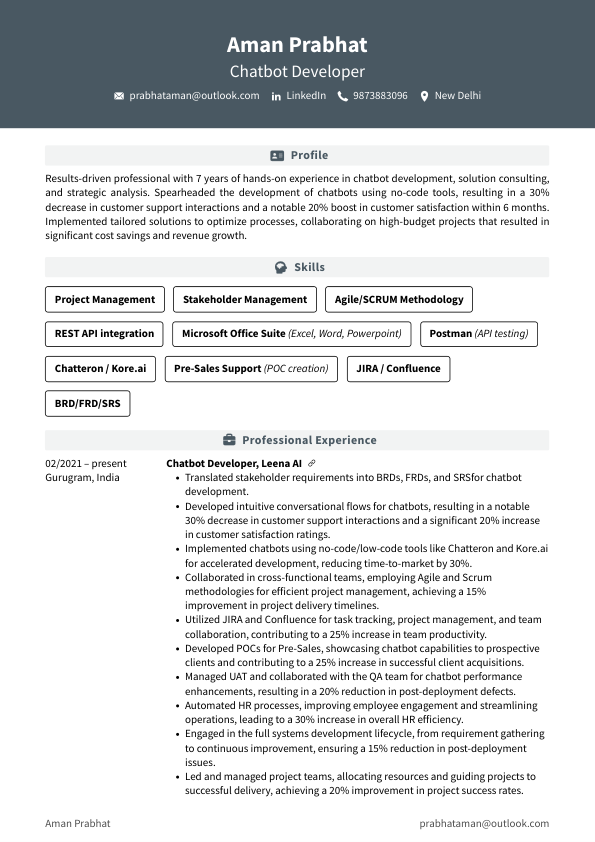 Aman Prabhat
Chatbot Developer
prabhataman@outlook.com LinkedIn 9873883096 New Delhi
Profile
Results-driven professional with 7 years of hands-on experience in chatbot development, solution consulting,
and strategic analysis. Spearheaded the development of chatbots using no-code tools, resulting in a 30%
decrease in customer support interactions and a notable 20% boost in customer satisfaction within 6 months.
Implemented tailored solutions to optimize processes, collaborating on high-budget projects that resulted in
significant cost savings and revenue growth.
Skills
Project Management Stakeholder Management Agile/SCRUM Methodology
REST API integration Microsoft Office Suite (Excel, Word, Powerpoint) Postman (API testing)
Chatteron / Kore.ai Pre-Sales Support (POC creation) JIRA / Confluence
BRD/FRD/SRS
Professional Experience
02/2021 – present
Gurugram, India
Chatbot Developer, Leena AI
• Translated stakeholder requirements into BRDs, FRDs, and SRSfor chatbot
development.
• Developed intuitive conversational flows for chatbots, resulting in a notable
30% decrease in customer support interactions and a significant 20% increase
in customer satisfaction ratings.
• Implemented chatbots using no-code/low-code tools like Chatteron and Kore.ai
for accelerated development, reducing time-to-market by 30%.
• Collaborated in cross-functional teams, employing Agile and Scrum
methodologies for efficient project management, achieving a 15%
improvement in project delivery timelines.
• Utilized JIRA and Confluence for task tracking, project management, and team
collaboration, contributing to a 25% increase in team productivity.
• Developed POCs for Pre-Sales, showcasing chatbot capabilities to prospective
clients and contributing to a 25% increase in successful client acquisitions.
• Managed UAT and collaborated with the QA team for chatbot performance
enhancements, resulting in a 20% reduction in post-deployment defects.
• Automated HR processes, improving employee engagement and streamlining
operations, leading to a 30% increase in overall HR efficiency.
• Engaged in the full systems development lifecycle, from requirement gathering
to continuous improvement, ensuring a 15% reduction in post-deployment
issues.
• Led and managed project teams, allocating resources and guiding projects to
successful delivery, achieving a 20% improvement in project success rates.
Aman Prabhat prabhataman@outlook.com